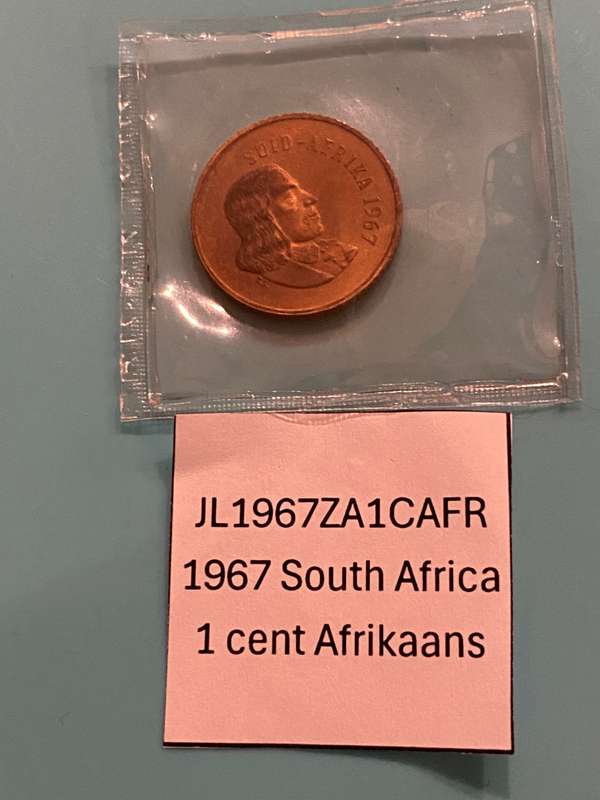 SUID-AFRIKA 1967
JL1967ZA1CAFR
1967 South Africa
1 cent Afrikaans